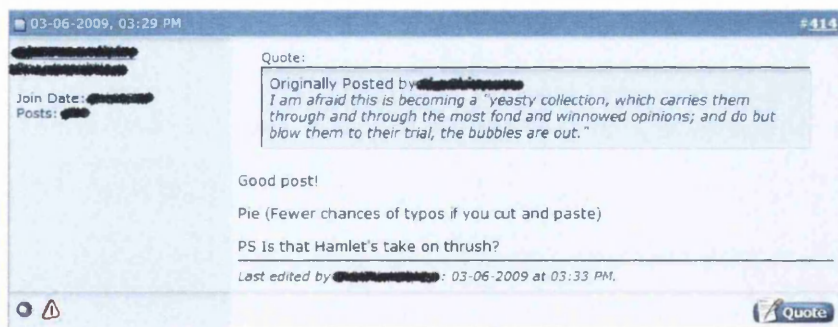 03-06-2009, 03:29 PM #414
Join Date:
Posts:
Quote:
Originally Posted by
I am afraid this is becoming a "yeasty collection, which carries them
through and through the most fond and winnowed opinions; and do but
blow them to their trial, the bubbles are out."
Good post!
Pie (Fewer chances of typos if you cut and paste)
PS Is that Hamlet's take on thrush?
Last edited by : 03-06-2009 at 03:33 PM.
Quote